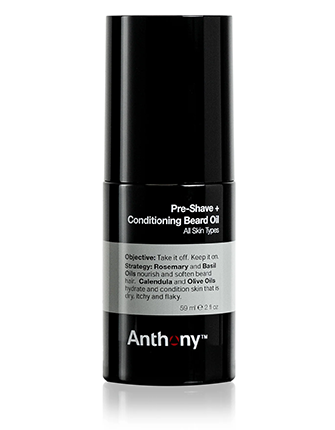 Pre-Shave +
Conditioning Beard Oil
All Skin Types
Objective: Take it off. Keep it on.
Strategy: Rosemary and Basil
Oils nourish and soften beard
hair. Calendula and Olive Oils
hydrate and condition skin that is
dry, itchy and flaky.
59 ml ℮ 2 fl oz
Anthony™